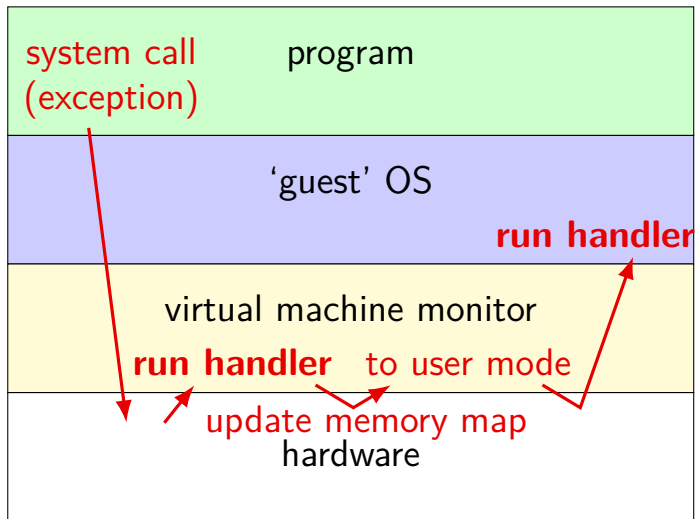 system call
(exception)
program
‘guest’ OS
run handler
virtual machine monitor
run handler to user mode
update memory map
hardware